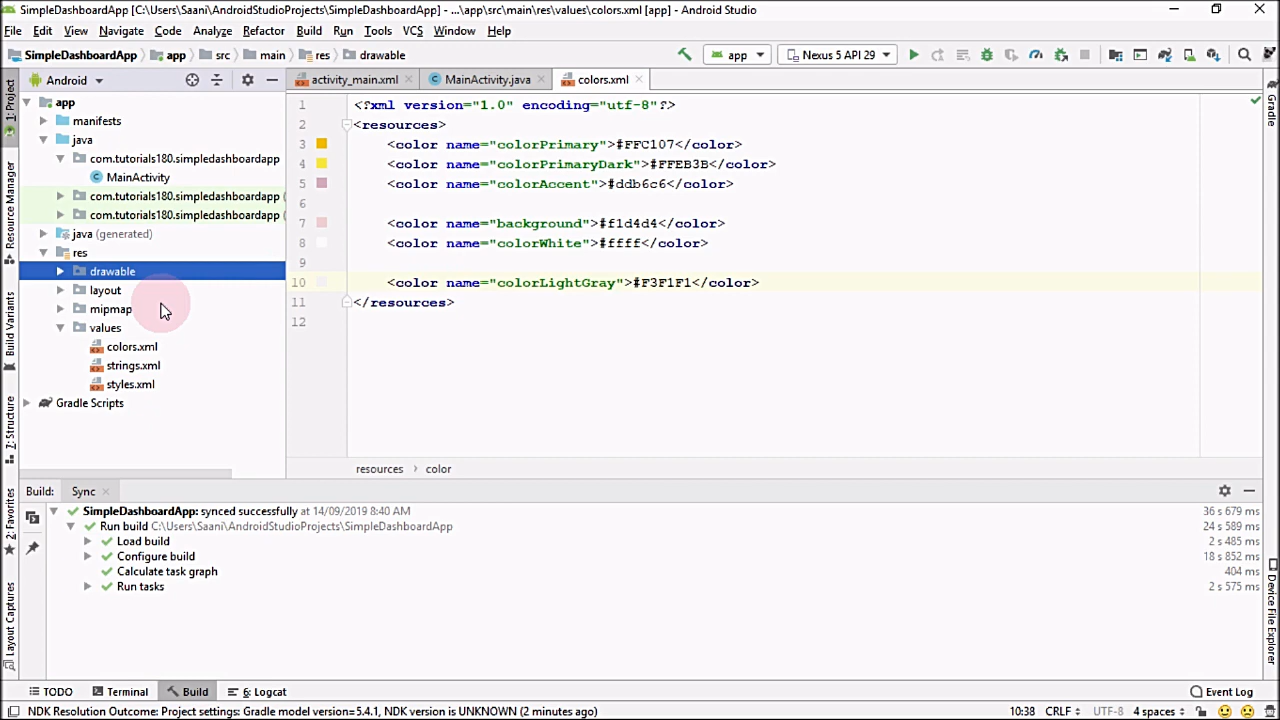 SimpleDashboardApp [C:\Users\Saani\AndroidStudioProjects\SimpleDashboardApp] - ...\app\src\main\res\values\colors.xml [app] - Android Studio
File Edit View Navigate Code Analyze Refactor Build Run Tools VCS Window Help
SimpleDashboardApp app src main res drawable app Nexus 5 API 29
1: Project
Resource Manager
Build Variants
7: Structure
2: Favorites
Layout Captures
Android
app
manifests
java
com.tutorials180.simpledashboardapp
MainActivity
com.tutorials180.simpledashboardapp (
com.tutorials180.simpledashboardapp (
java (generated)
res
drawable
layout
mipmap
values
colors.xml
strings.xml
styles.xml
Gradle Scripts
activity_main.xml MainActivity.java colors.xml
1 <?xml version="1.0" encoding="utf-8"?>
2 <resources>
3 <color name="colorPrimary">#FFC107</color>
4 <color name="colorPrimaryDark">#FFEB3B</color>
5 <color name="colorAccent">#ddb6c6</color>
6
7 <color name="background">#f1d4d4</color>
8 <color name="colorWhite">#ffff</color>
9
10 <color name="colorLightGray">#F3F1F1</color>
11 </resources>
12
resources › color
Gradle
Device File Explorer
Build: Sync
SimpleDashboardApp: synced successfully at 14/09/2019 8:40 AM 36 s 679 ms
Run build C:\Users\Saani\AndroidStudioProjects\SimpleDashboardApp 24 s 589 ms
Load build 2 s 485 ms
Configure build 18 s 852 ms
Calculate task graph 404 ms
Run tasks 2 s 575 ms
TODO Terminal Build 6: Logcat Event Log
NDK Resolution Outcome: Project settings: Gradle model version=5.4.1, NDK version is UNKNOWN (2 minutes ago) 10:38 CRLF UTF-8 4 spaces